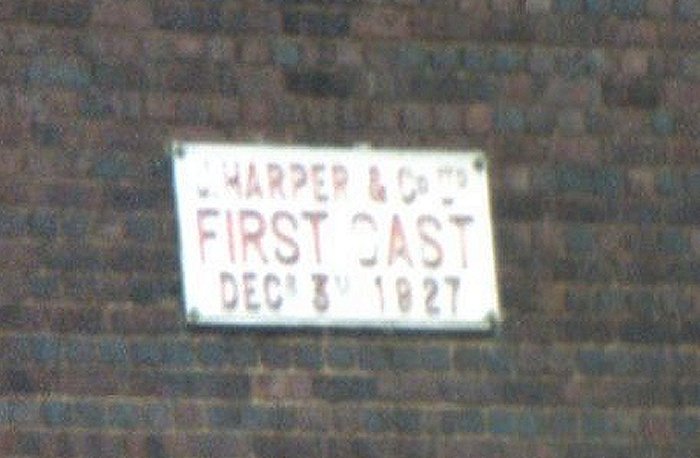 J. HARPER & Co LTD
FIRST CAST
DECR 3RD 1927